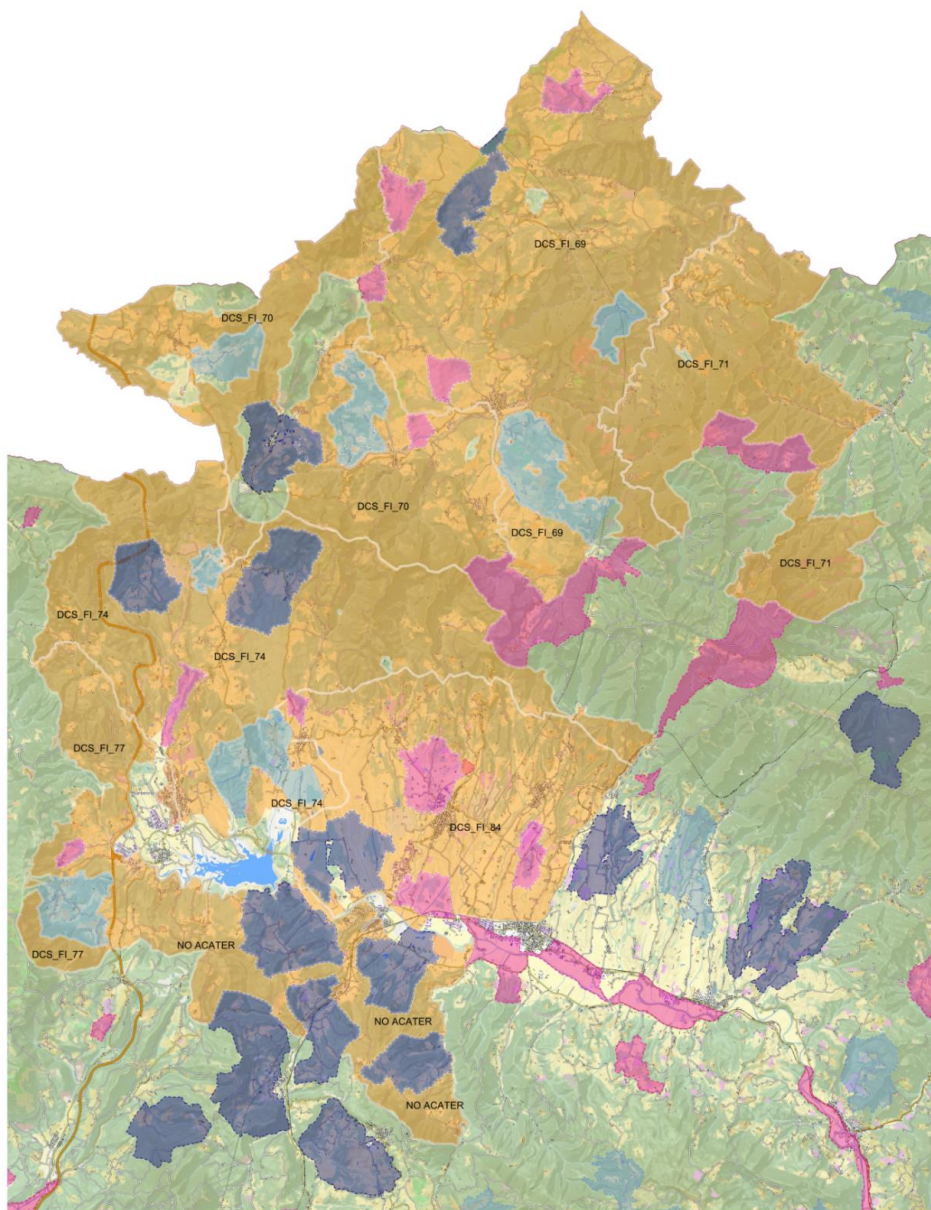 DCS_FI_69
DCS_FI_70
DCS_FI_71
DCS_FI_70
DCS_FI_69
DCS_FI_71
DCS_FI_74
DCS_FI_74
DCS_FI_77
DCS_FI_74
DCS_FI_84
NO ACATER
DCS_FI_77
NO ACATER
NO ACATER